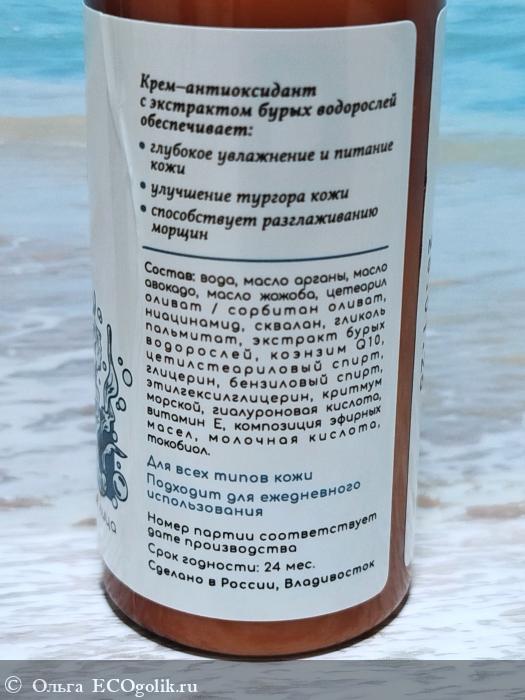 Крем–антиоксидант
с экстрактом бурых водорослей
обеспечивает:
• глубокое увлажнение и питание
кожи
• улучшение тургора кожи
• способствует разглаживанию
морщин
Состав: вода, масло арганы, масло
авокадо, масло жожоба, цетеарил
оливат / сорбитан оливат,
ниацинамид, сквалан, гликоль
пальмитат, экстракт бурых
водорослей, коэнзим Q10,
цетилстеариловый спирт,
глицерин, бензиловый спирт,
этилгексилглицерин, критмум
морской, гиалуроновая кислота,
витамин Е, композиция эфирных
масел, молочная кислота,
токобиол.
Для всех типов кожи
Подходит для ежедневного
использования
Номер партии соответствует
дате производства
Срок годности: 24 мес.
Сделано в России, Владивосток
© Ольга ECOgolik.ru